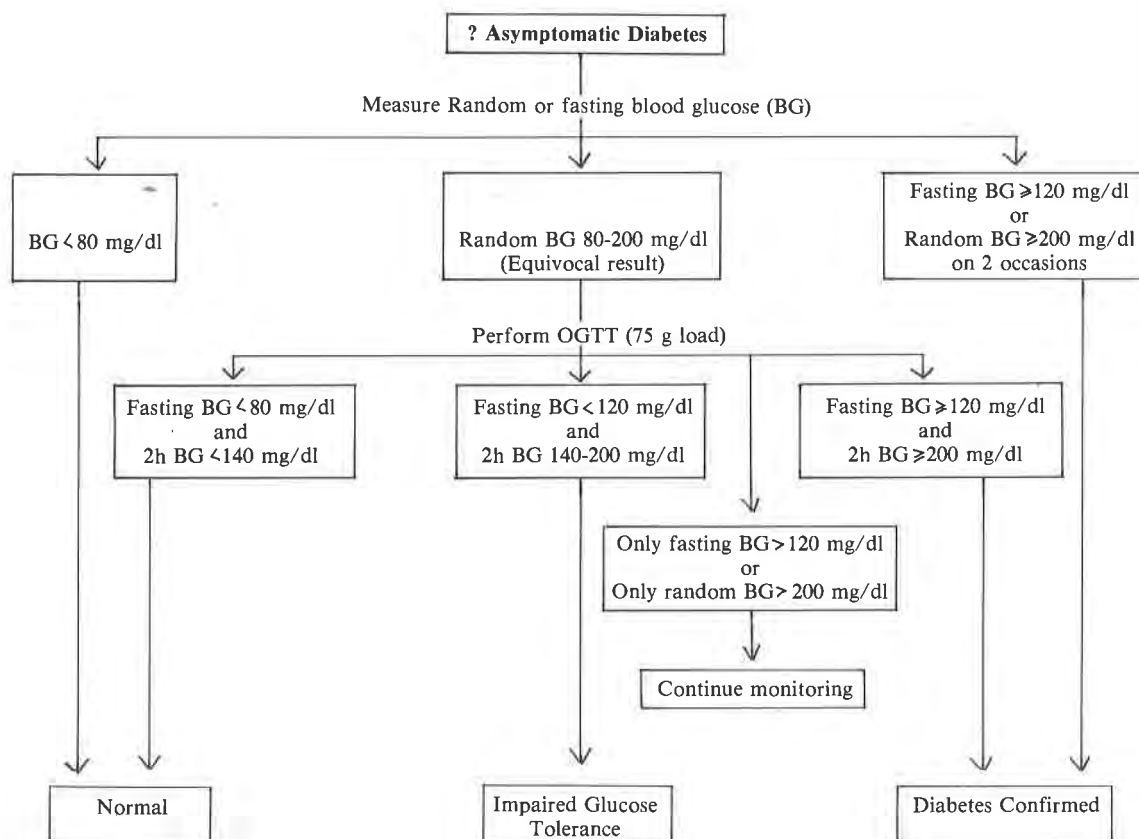 ? Asymptomatic Diabetes
Measure Random or fasting blood glucose (BG)
BG<80 mg/dl
Random BG 80-200 mg/dl
(Equivocal result)
Fasting BG≥120 mg/dl
or
Random BG≥200 mg/dl
on 2 occasions
Perform OGTT (75 g load)
Fasting BG<80 mg/dl
and
2h BG <140 mg/dl
Fasting BG<120 mg/dl
and
2h BG 140-200 mg/dl
Fasting BG≥120 mg/dl
and
2h BG≥200 mg/dl
Only fasting BG>120 mg/dl
or
Only random BG>200 mg/dl
Continue monitoring
Normal
Impaired Glucose
Tolerance
Diabetes Confirmed